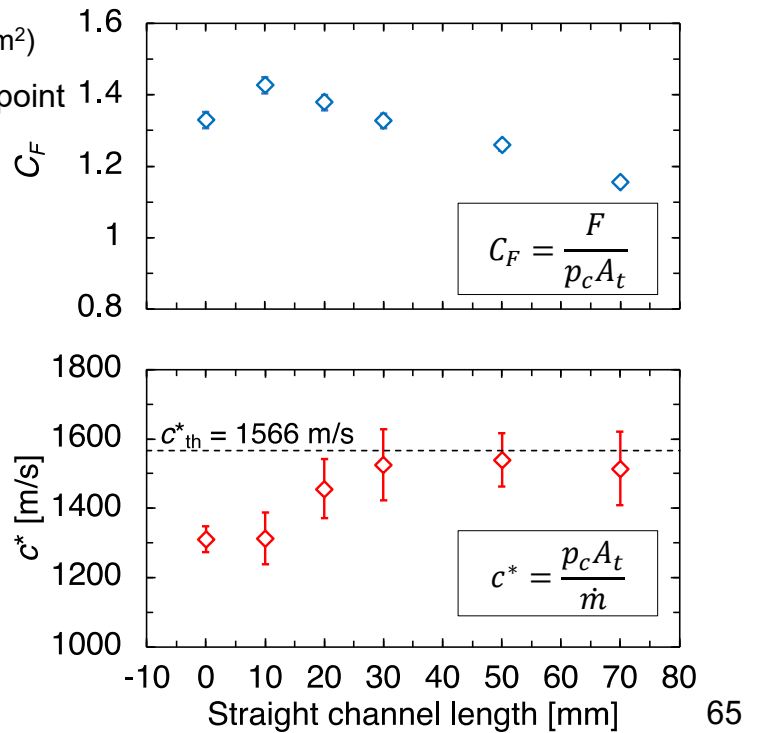 m²)
point
1.6
1.4
1.2
1
0.8
C_F
C_F = F / (p_c A_t)
1800
1600
1400
1200
1000
c* [m/s]
c*_th = 1566 m/s
c* = p_c A_t / ṁ
-10 0 10 20 30 40 50 60 70 80
Straight channel length [mm]
65